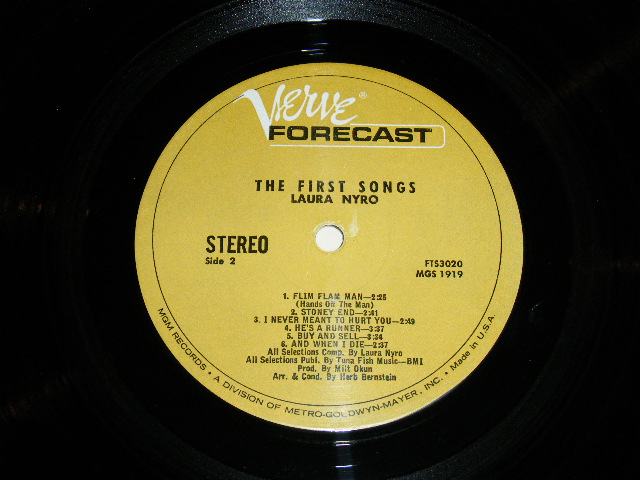 Verve®
FORECAST
THE FIRST SONGS
LAURA NYRO
STEREO
Side 2
FTS3020
MGS 1919
1. FLIM FLAM MAN—2:25
(Hands Off The Man)
2. STONEY END—2:41
3. I NEVER MEANT TO HURT YOU—2:49
4. HE'S A RUNNER—3:37
5. BUY AND SELL—3:34
6. AND WHEN I DIE—2:37
All Selections Comp. By Laura Nyro
All Selections Publ. By Tuna Fish Music—BMI
Prod. By Milt Okun
Arr. & Cond. By Herb Bernstein
MGM RECORDS • A DIVISION OF METRO-GOLDWYN-MAYER, INC. • Made in U.S.A.